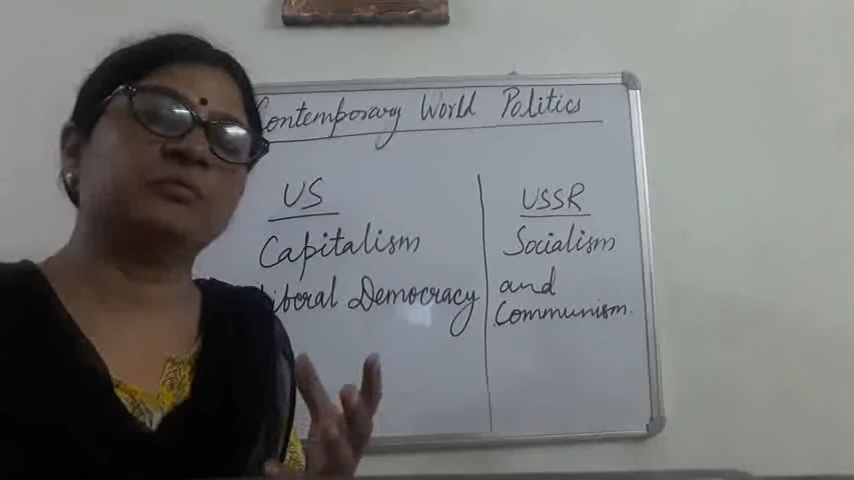 Contemporary World Politics
US
Capitalism
Liberal Democracy
USSR
Socialism
and
Communism.